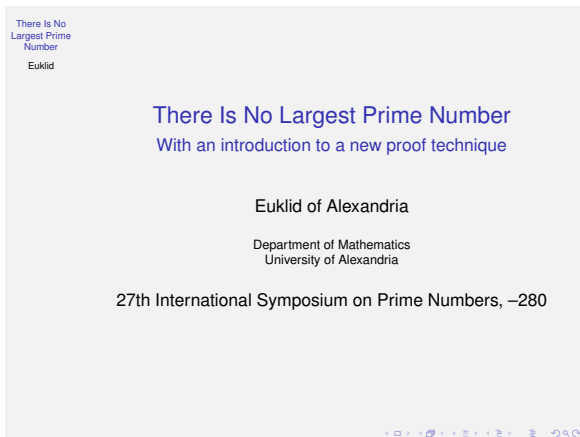 There Is No
Largest Prime
Number
Euklid
There Is No Largest Prime Number
With an introduction to a new proof technique
Euklid of Alexandria
Department of Mathematics
University of Alexandria
27th International Symposium on Prime Numbers, –280